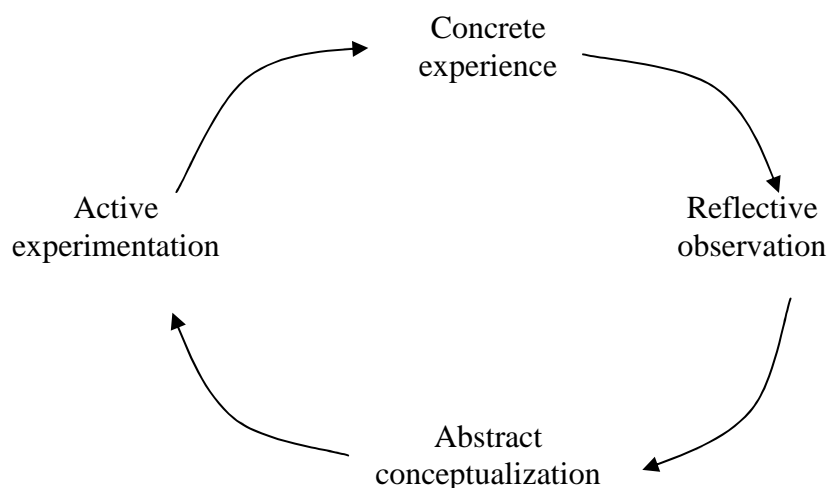 Concrete
experience
Active
experimentation
Reflective
observation
Abstract
conceptualization